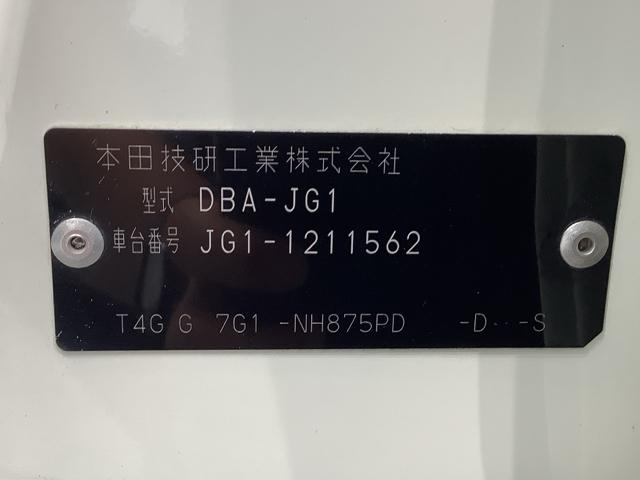 本田技研工業株式会社
型式 DBA-JG1
車台番号 JG1-1211562
T4G G 7G1 -NH875PD -D---S